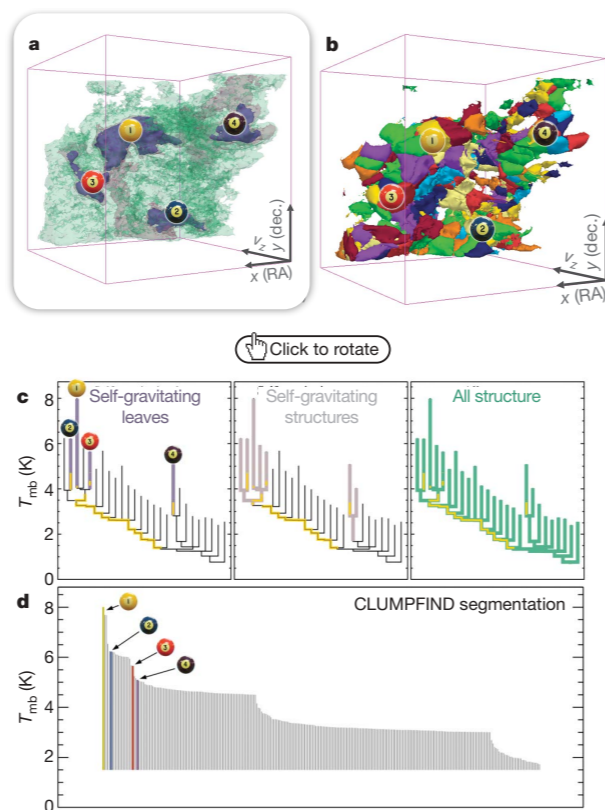 a
b
1
4
3
2
1
4
3
2
v_z
y (dec.)
x (RA)
v_z
y (dec.)
x (RA)
Click to rotate
c
1
Self-gravitating
leaves
Self-gravitating
structures
All structure
2
3
4
8
6
4
2
0
T_mb (K)
d
CLUMPFIND segmentation
1
2
3
4
8
6
4
2
0
T_mb (K)